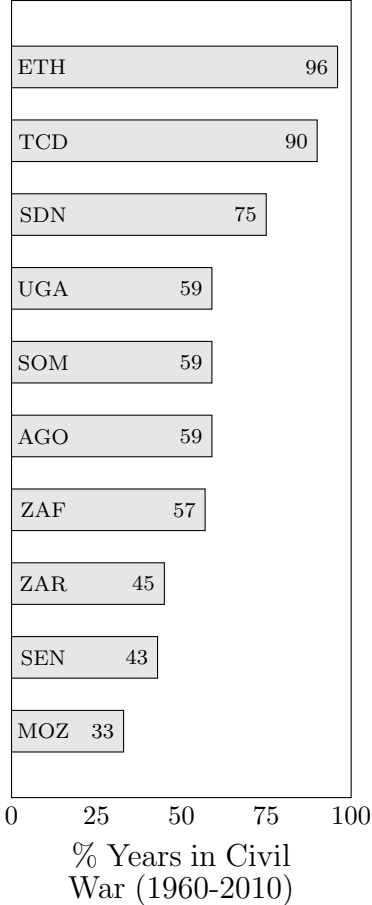 ETH 96
TCD 90
SDN 75
UGA 59
SOM 59
AGO 59
ZAF 57
ZAR 45
SEN 43
MOZ 33
0 25 50 75 100
% Years in Civil
War (1960-2010)